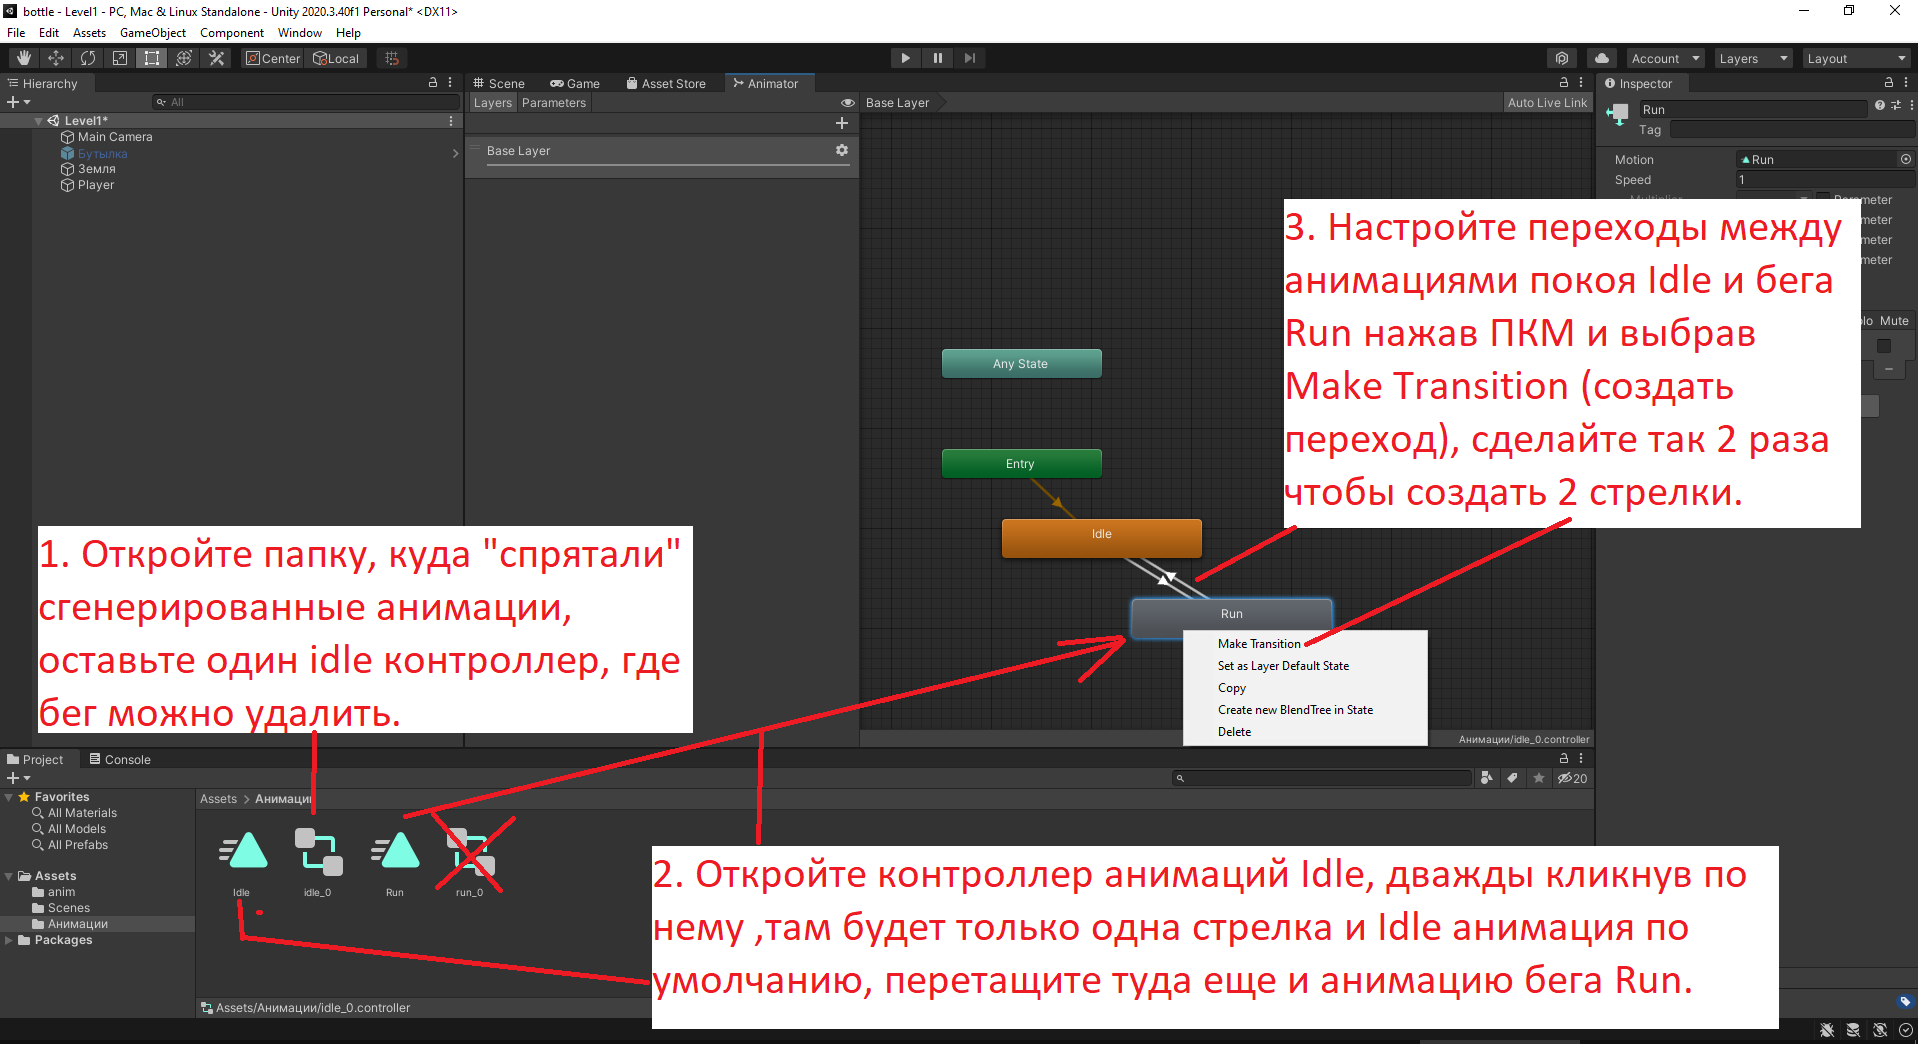 bottle - Level1 - PC, Mac & Linux Standalone - Unity 2020.3.40f1 Personal* <DX11>
File Edit Assets GameObject Component Window Help
Center Local Account Layers Layout
Hierarchy
All
Level1*
Main Camera
Бутылка
Земля
Player
Scene Game Asset Store Animator
Layers Parameters
Base Layer
Base Layer Auto Live Link
Any State
Entry
Idle
Run
Make Transition
Set as Layer Default State
Copy
Create new BlendTree in State
Delete
Анимации/idle_0.controller
Inspector
Run
Tag
Motion Run
Speed 1
Mute
3. Настройте переходы между
анимациями покоя Idle и бега
Run нажав ПКМ и выбрав
Make Transition (создать
переход), сделайте так 2 раза
чтобы создать 2 стрелки.
1. Откройте папку, куда "спрятали"
сгенерированные анимации,
оставьте один idle контроллер, где
бег можно удалить.
Project Console
20
Favorites
All Materials
All Models
All Prefabs
Assets
anim
Scenes
Анимации
Packages
Assets > Анимации
Idle idle_0 Run run_0
2. Откройте контроллер анимаций Idle, дважды кликнув по
нему ,там будет только одна стрелка и Idle анимация по
умолчанию, перетащите туда еще и анимацию бега Run.
Assets/Анимации/idle_0.controller